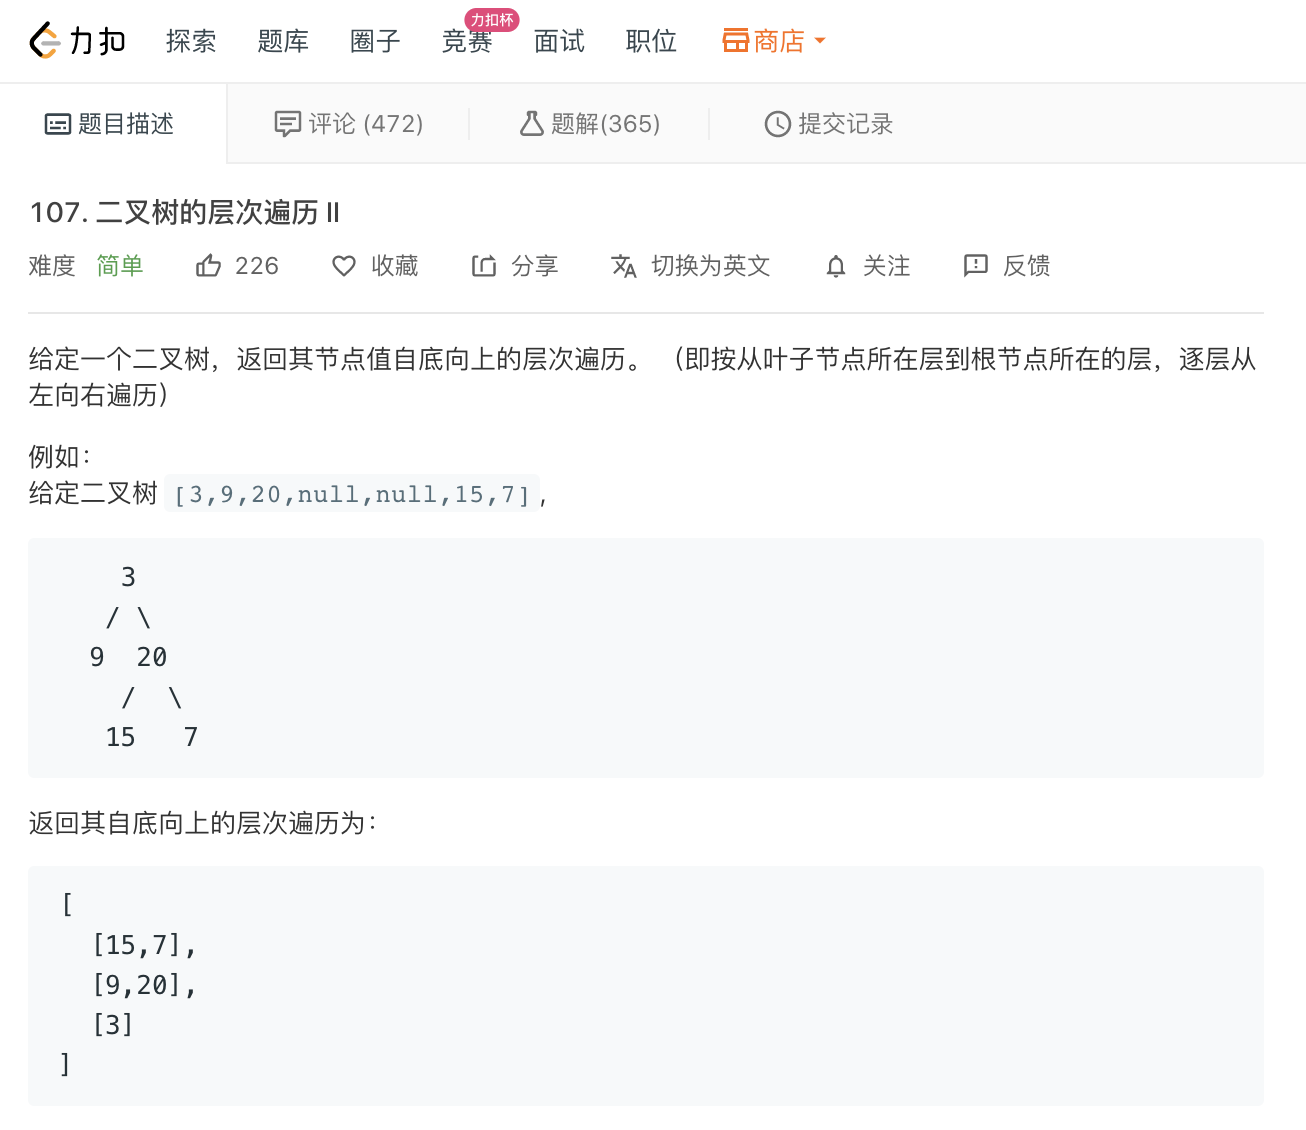 力扣 探索 题库 圈子 竞赛 力扣杯 面试 职位 商店
题目描述 评论 (472) 题解(365) 提交记录
107. 二叉树的层次遍历 II
难度 简单 226 收藏 分享 切换为英文 关注 反馈
给定一个二叉树，返回其节点值自底向上的层次遍历。 （即按从叶子节点所在层到根节点所在的层，逐层从
左向右遍历）
例如：
给定二叉树 [3,9,20,null,null,15,7],
    3
   / \
  9  20
    /  \
   15   7
返回其自底向上的层次遍历为：
[
  [15,7],
  [9,20],
  [3]
]